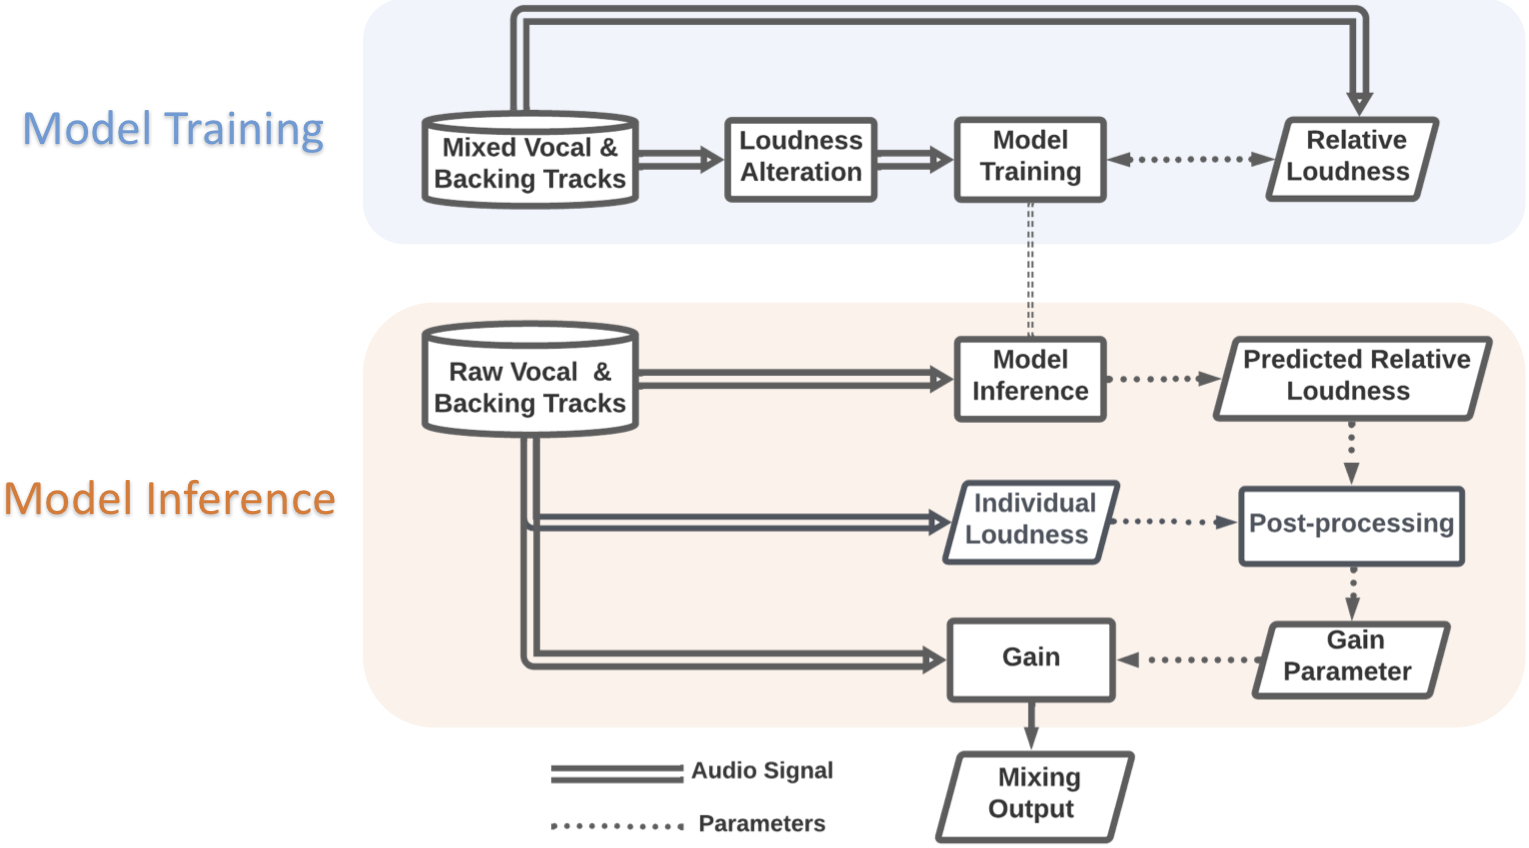 Model Training
Mixed Vocal &
Backing Tracks
Loudness
Alteration
Model
Training
Relative
Loudness
Model Inference
Raw Vocal &
Backing Tracks
Model
Inference
Predicted Relative
Loudness
Individual
Loudness
Post-processing
Gain
Gain
Parameter
Mixing
Output
Audio Signal
Parameters